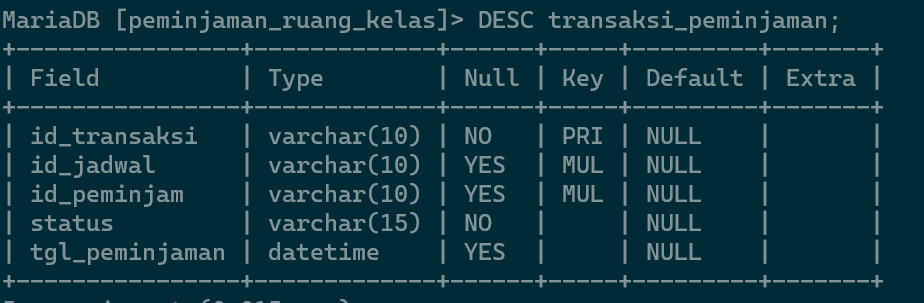 MariaDB [peminjaman_ruang_kelas]> DESC transaksi_peminjaman;
+----------------+-------------+------+-----+---------+-------+
| Field          | Type        | Null | Key | Default | Extra |
+----------------+-------------+------+-----+---------+-------+
| id_transaksi   | varchar(10) | NO   | PRI | NULL    |       |
| id_jadwal      | varchar(10) | YES  | MUL | NULL    |       |
| id_peminjam    | varchar(10) | YES  | MUL | NULL    |       |
| status         | varchar(15) | NO   |     | NULL    |       |
| tgl_peminjaman | datetime    | YES  |     | NULL    |       |
+----------------+-------------+------+-----+---------+-------+